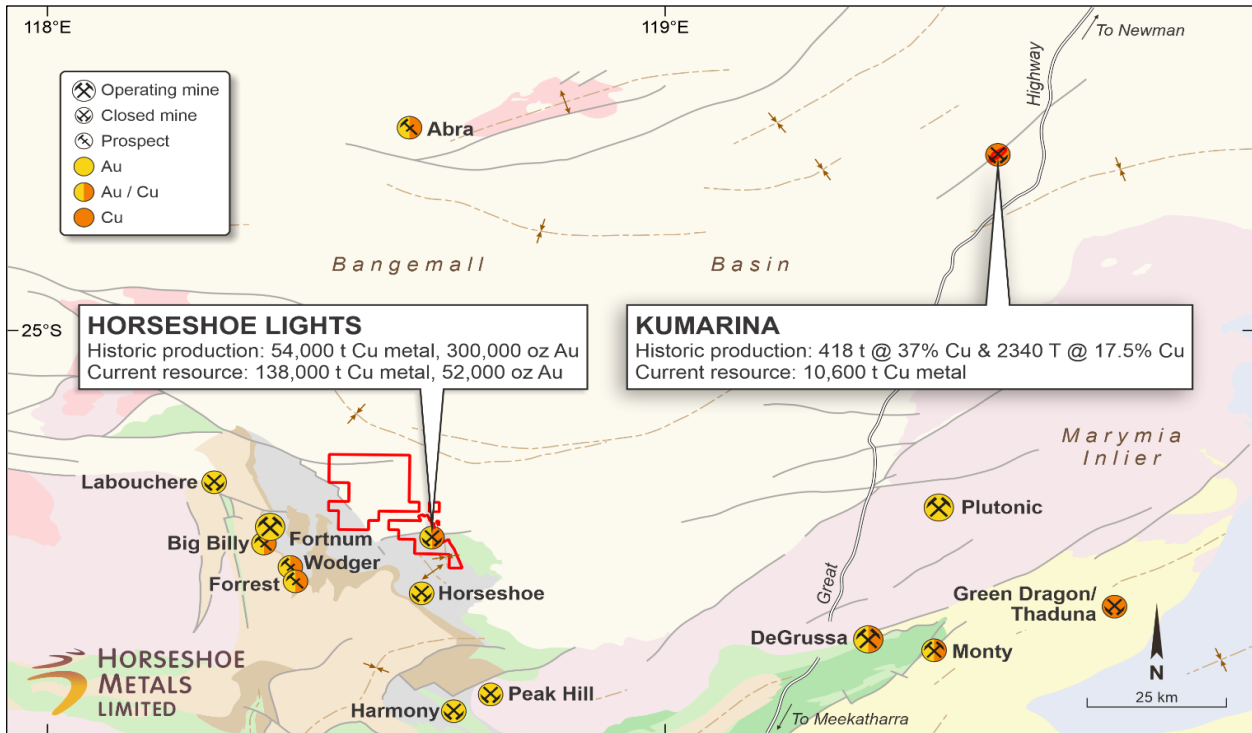 118°E
119°E
To Newman
Highway
Operating mine
Closed mine
Prospect
Au
Au / Cu
Cu
Abra
Bangemall Basin
25°S
25°S
HORSESHOE LIGHTS
Historic production: 54,000 t Cu metal, 300,000 oz Au
Current resource: 138,000 t Cu metal, 52,000 oz Au
KUMARINA
Historic production: 418 t @ 37% Cu & 2340 T @ 17.5% Cu
Current resource: 10,600 t Cu metal
Marymia
Inlier
Labouchere
Plutonic
Fortnum
Big Billy
Wodger
Forrest
Horseshoe
Great
Green Dragon/
Thaduna
DeGrussa
Monty
N
25 km
HORSESHOE
METALS
LIMITED
Peak Hill
Harmony
To Meekatharra